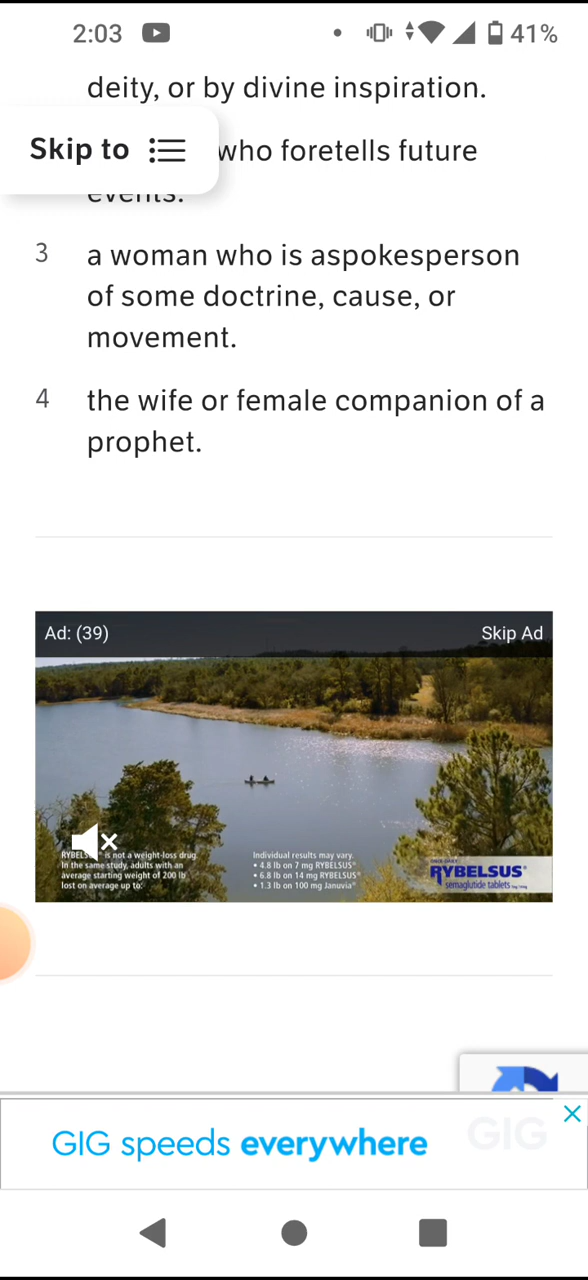 2:03
41%
deity, or by divine inspiration.
Skip to
who foretells future
events.
3 a woman who is aspokesperson
of some doctrine, cause, or
movement.
4 the wife or female companion of a
prophet.
Ad: (39)
Skip Ad
RYBELSUS® is not a weight-loss drug.
In the same study, adults with an
average starting weight of 200 lb
lost on average up to:
Individual results may vary.
• 4.8 lb on 7 mg RYBELSUS®
• 6.8 lb on 14 mg RYBELSUS®
• 1.3 lb on 100 mg Januvia®
RYBELSUS®
semaglutide tablets
GIG speeds everywhere
GIG